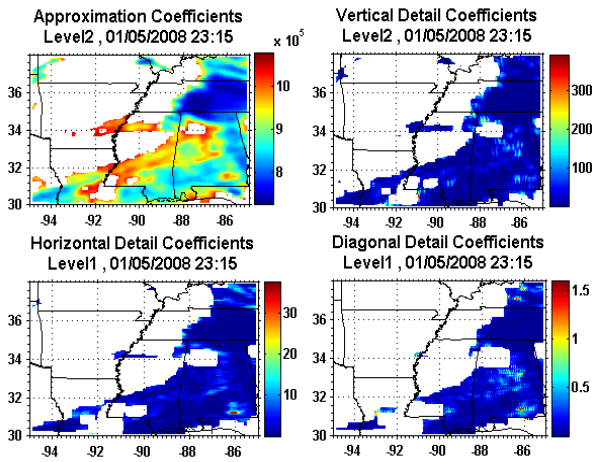 Approximation Coefficients
Level2 , 01/05/2008 23:15
x 10^5
36
34
32
30
-94 -92 -90 -88 -86
10
9
8
Vertical Detail Coefficients
Level2 , 01/05/2008 23:15
36
34
32
30
-94 -92 -90 -88 -86
300
200
100
Horizontal Detail Coefficients
Level1 , 01/05/2008 23:15
36
34
32
30
-94 -92 -90 -88 -86
30
20
10
Diagonal Detail Coefficients
Level1 , 01/05/2008 23:15
36
34
32
30
-94 -92 -90 -88 -86
1.5
1
0.5